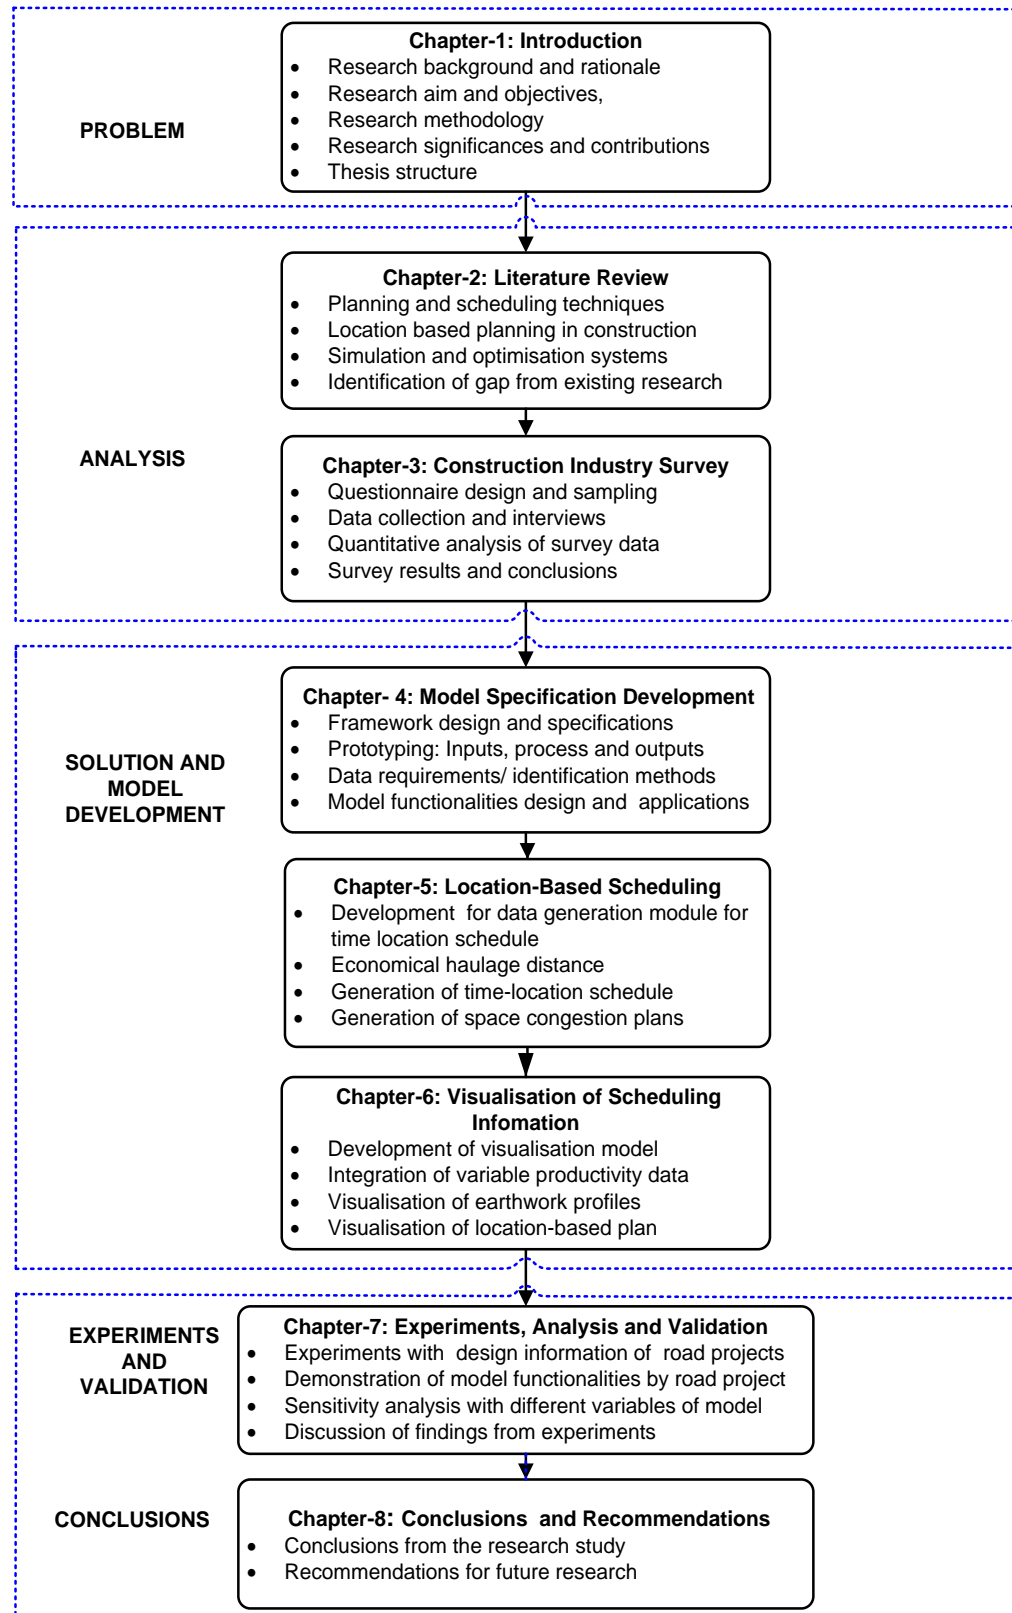 Chapter-1: Introduction
• Research background and rationale
• Research aim and objectives,
• Research methodology
• Research significances and contributions
• Thesis structure
PROBLEM
Chapter-2: Literature Review
• Planning and scheduling techniques
• Location based planning in construction
• Simulation and optimisation systems
• Identification of gap from existing research
ANALYSIS
Chapter-3: Construction Industry Survey
• Questionnaire design and sampling
• Data collection and interviews
• Quantitative analysis of survey data
• Survey results and conclusions
Chapter- 4: Model Specification Development
• Framework design and specifications
• Prototyping: Inputs, process and outputs
• Data requirements/ identification methods
• Model functionalities design and applications
SOLUTION AND
MODEL
DEVELOPMENT
Chapter-5: Location-Based Scheduling
• Development for data generation module for
time location schedule
• Economical haulage distance
• Generation of time-location schedule
• Generation of space congestion plans
Chapter-6: Visualisation of Scheduling
Infomation
• Development of visualisation model
• Integration of variable productivity data
• Visualisation of earthwork profiles
• Visualisation of location-based plan
EXPERIMENTS
AND
VALIDATION
Chapter-7: Experiments, Analysis and Validation
• Experiments with design information of road projects
• Demonstration of model functionalities by road project
• Sensitivity analysis with different variables of model
• Discussion of findings from experiments
CONCLUSIONS
Chapter-8: Conclusions and Recommendations
• Conclusions from the research study
• Recommendations for future research